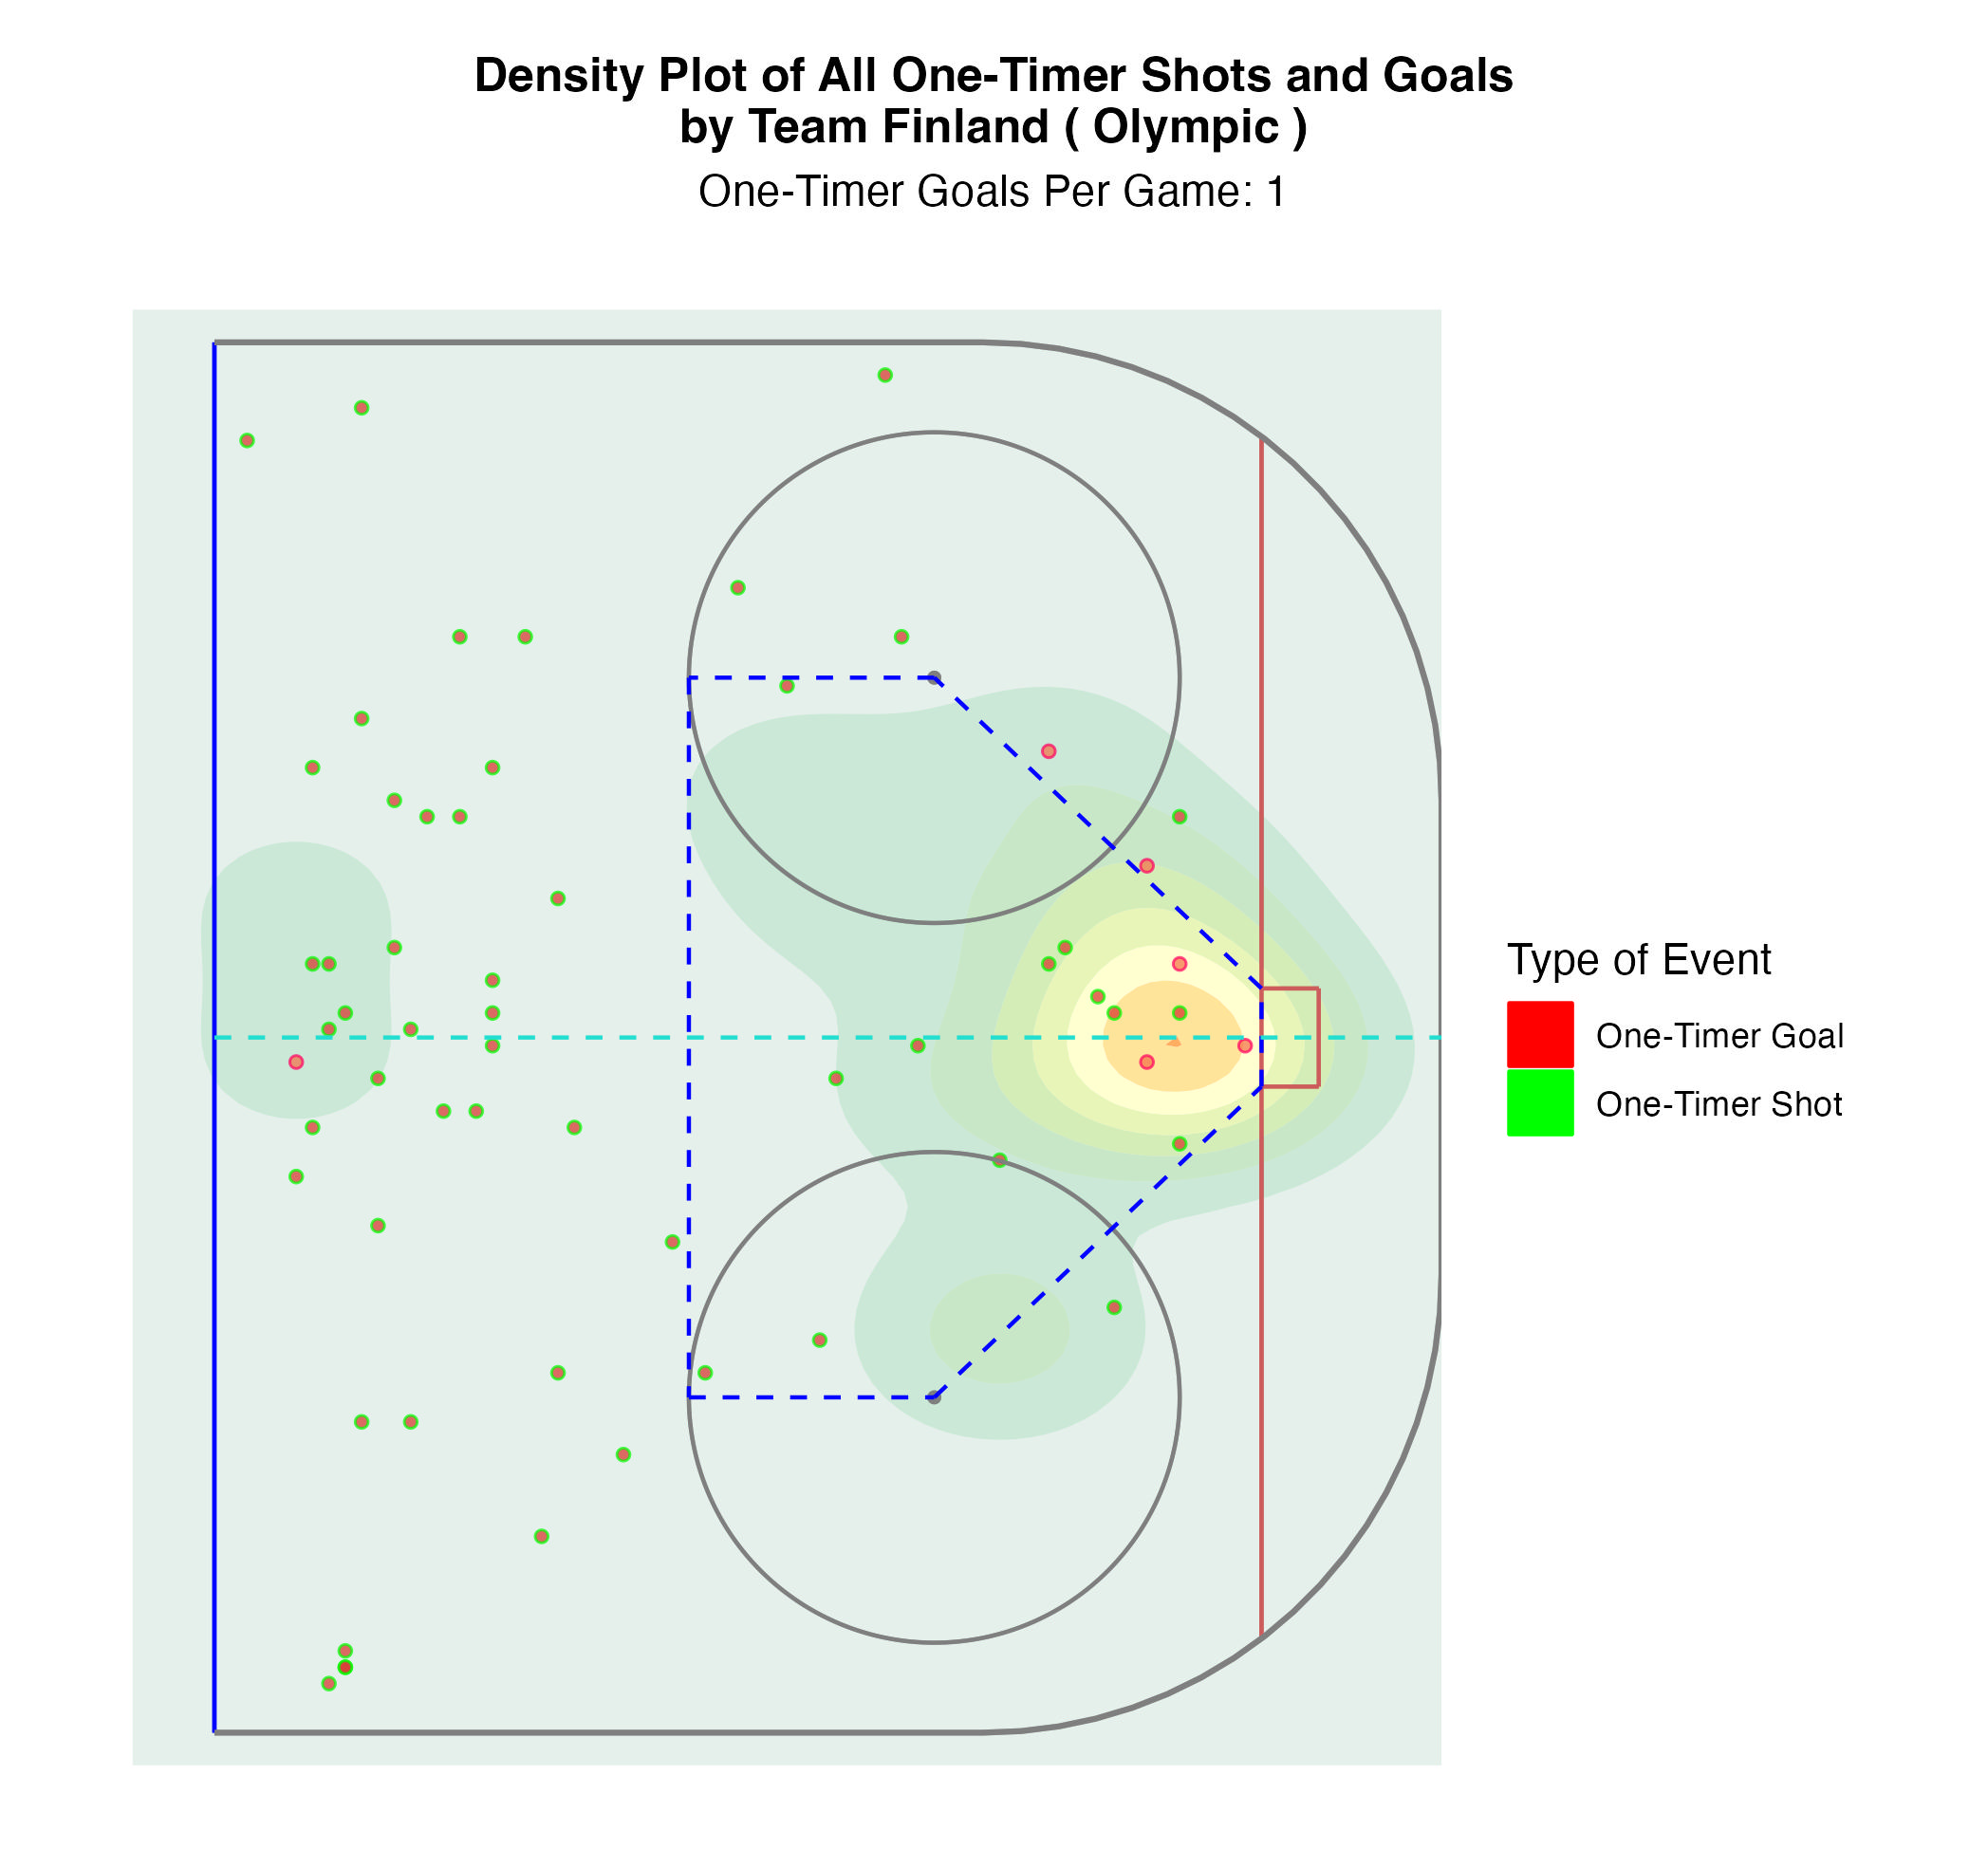 Density Plot of All One-Timer Shots and Goals
by Team Finland ( Olympic )
One-Timer Goals Per Game: 1
Type of Event
One-Timer Goal
One-Timer Shot